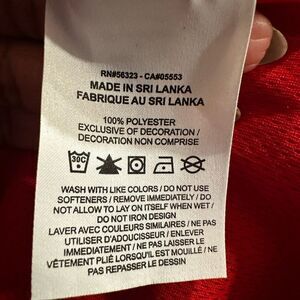 RN#56323 - CA#05553
MADE IN SRI LANKA
FABRIQUE AU SRI LANKA
100% POLYESTER
EXCLUSIVE OF DECORATION /
DECORATION NON COMPRISE
30C
WASH WITH LIKE COLORS / DO NOT USE
SOFTENERS / REMOVE IMMEDIATELY / DO
NOT ALLOW TO LAY ON ITSELF WHEN WET /
DO NOT IRON DESIGN
LAVER AVEC COULEURS SIMILAIRES / NE PAS
UTILISER D'ADOUCISSEUR / ENLEVER
IMMEDIATEMENT / NE PAS LAISSER LE
VÊTEMENT PLIÉ LORSQU'IL EST MOUILLÉ / NE
PAS REPASSER LE DESSIN